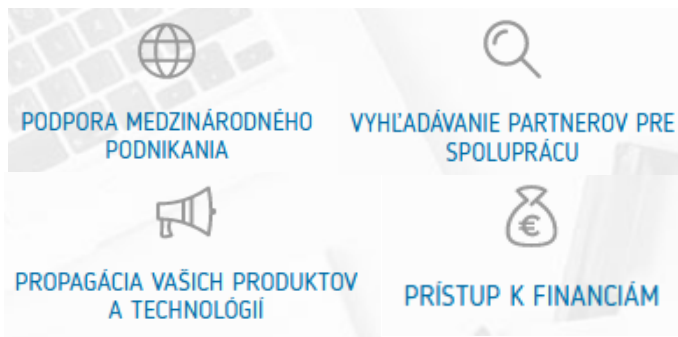 PODPORA MEDZINÁRODNÉHO
PODNIKANIA
VYHĽADÁVANIE PARTNEROV PRE
SPOLUPRÁCU
PROPAGÁCIA VAŠICH PRODUKTOV
A TECHNOLÓGIÍ
PRÍSTUP K FINANCIÁM